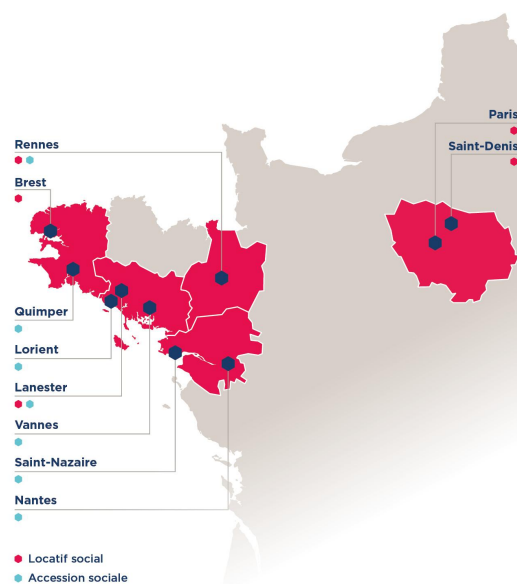 Paris
Rennes
Saint-Denis
Brest
Quimper
Lorient
Lanester
Vannes
Saint-Nazaire
Nantes
Locatif social
Accession sociale